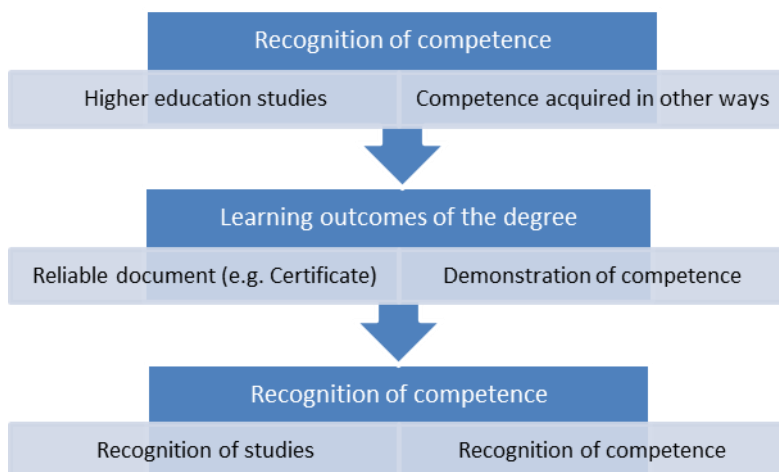 Recognition of competence
Higher education studies
Competence acquired in other ways
Learning outcomes of the degree
Reliable document (e.g. Certificate)
Demonstration of competence
Recognition of competence
Recognition of studies
Recognition of competence